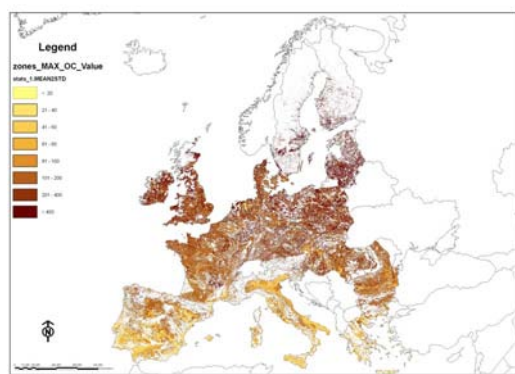 Legend
zones_MAX_OC_Value
stats_1.MEAN2STD
< 20
21 - 40
41 - 60
61 - 80
81 - 100
101 - 200
201 - 400
> 400
N